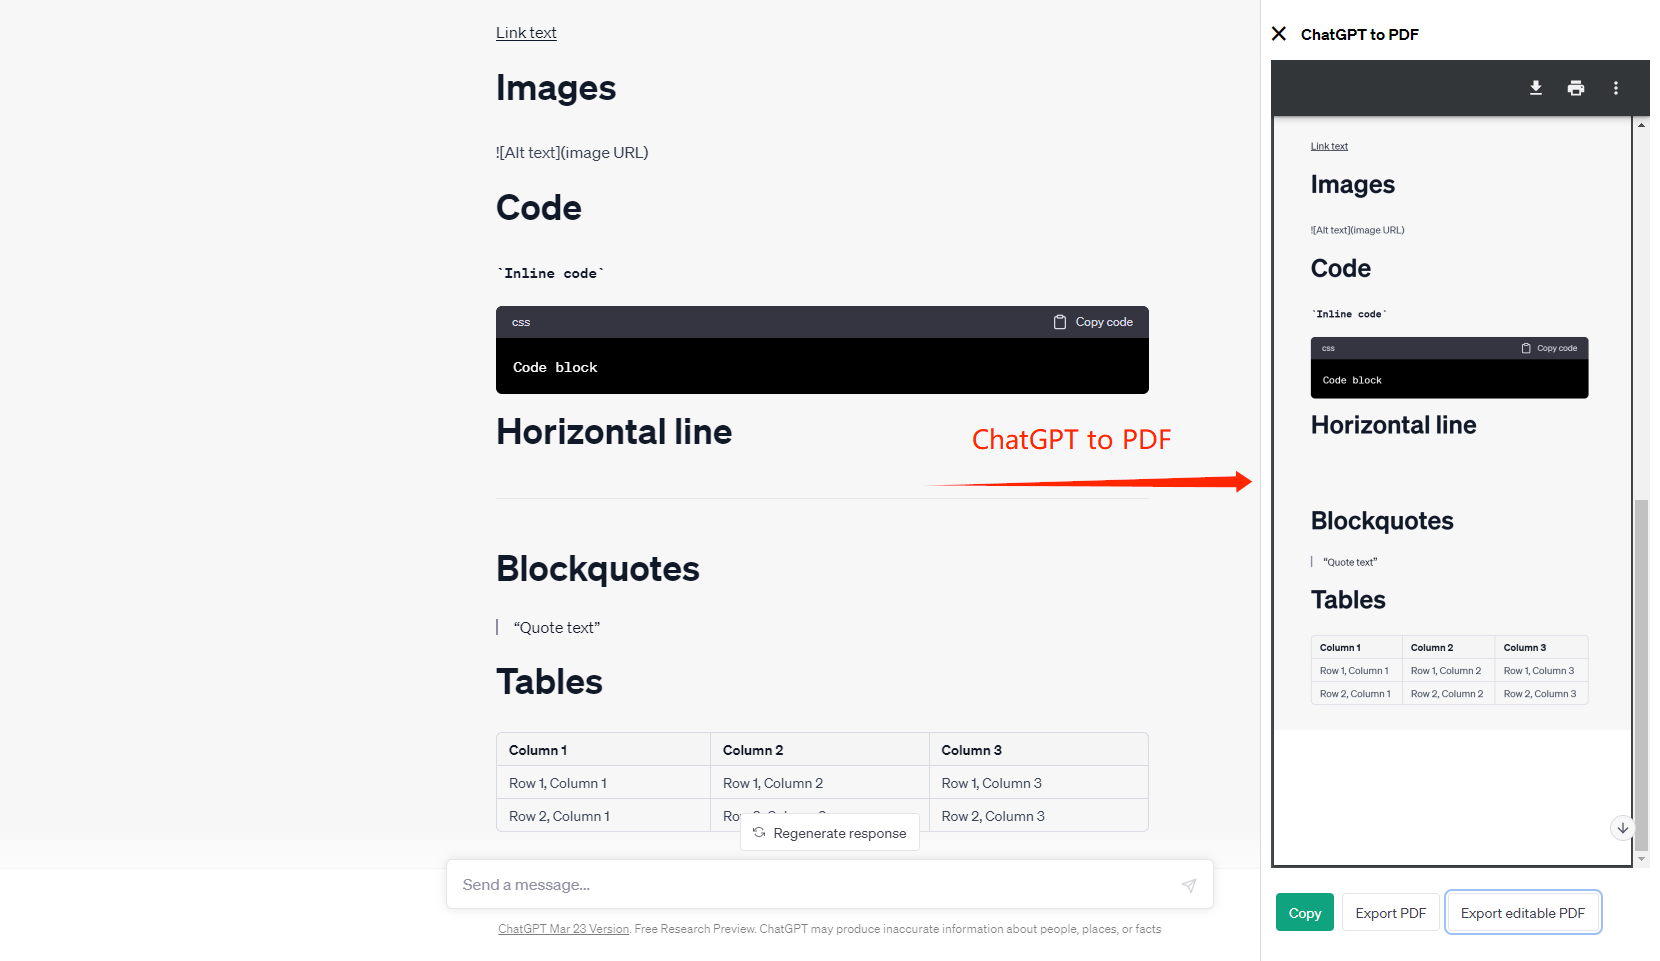 Link text
Images
![Alt text](image URL)
Code
`Inline code`
css Copy code
Code block
Horizontal line
ChatGPT to PDF
Blockquotes
“Quote text”
Tables
Column 1 Column 2 Column 3
Row 1, Column 1 Row 1, Column 2 Row 1, Column 3
Row 2, Column 1 Row 2, Column 3
Regenerate response
Send a message...
ChatGPT Mar 23 Version. Free Research Preview. ChatGPT may produce inaccurate information about people, places, or facts
ChatGPT to PDF
Link text
Images
![Alt text](image URL)
Code
`Inline code`
css Copy code
Code block
Horizontal line
Blockquotes
“Quote text”
Tables
Column 1 Column 2 Column 3
Row 1, Column 1 Row 1, Column 2 Row 1, Column 3
Row 2, Column 1 Row 2, Column 2 Row 2, Column 3
Copy Export PDF Export editable PDF